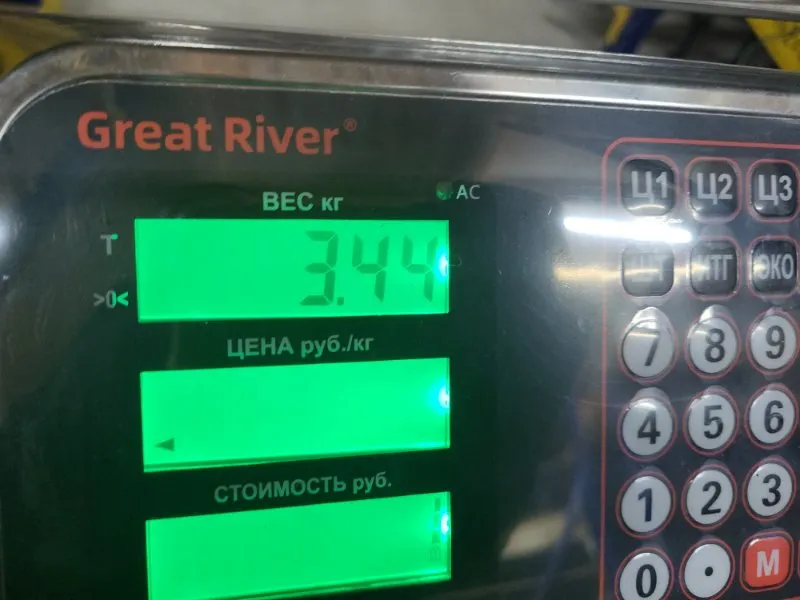 Great River®
ВЕС кг
AC
T
3.44
>0<
ЦЕНА руб./кг
СТОИМОСТЬ руб.
Ц1 Ц2 Ц3
ШТ ИТГ ЭКО
7 8 9
4 5 6
1 2 3
0 • M